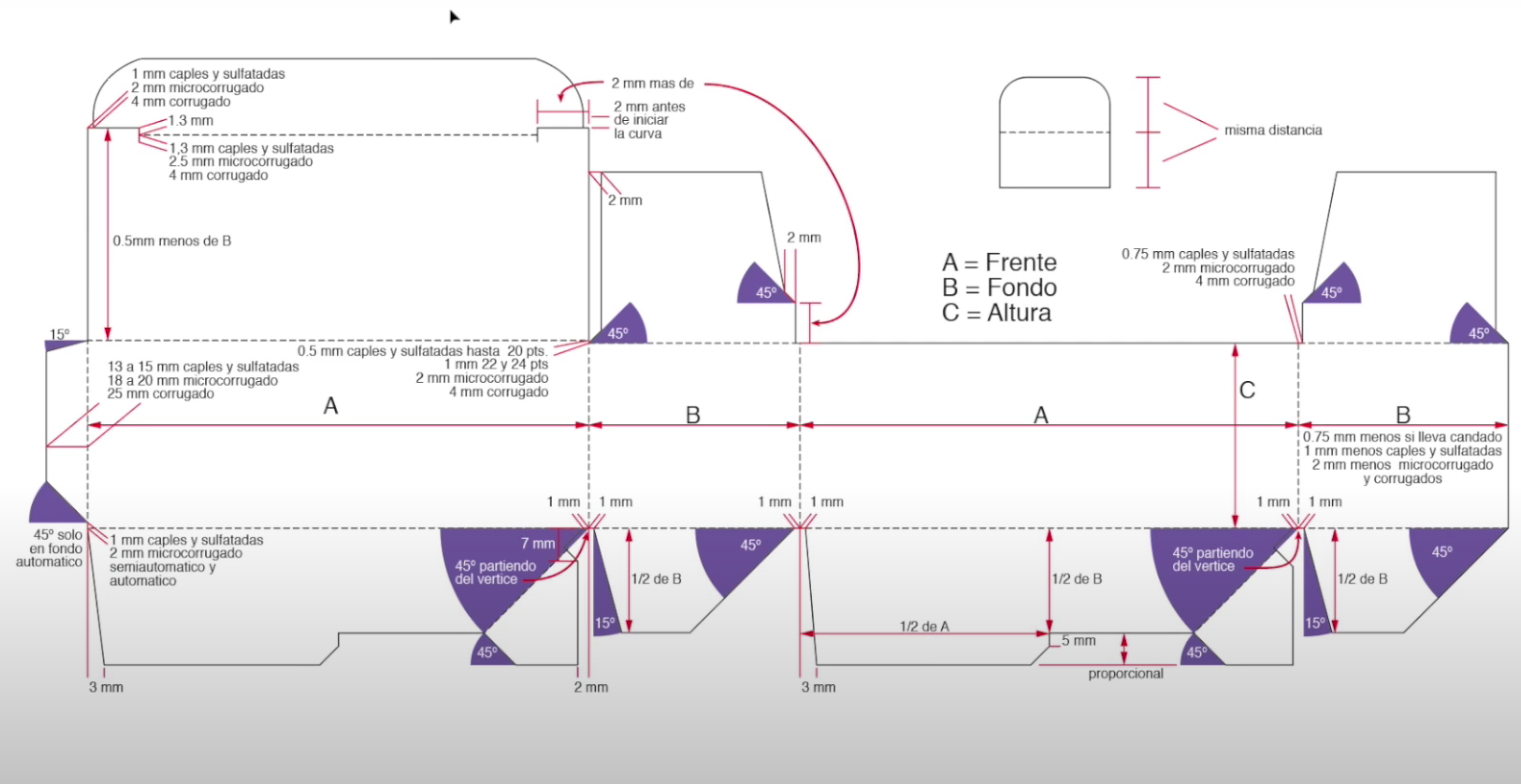 1 mm caples y sulfatadas
2 mm microcorrugado
4 mm corrugado
1.3 mm
1,3 mm caples y sulfatadas
2.5 mm microcorrugado
4 mm corrugado
2 mm mas de
2 mm antes
de iniciar
la curva
misma distancia
2 mm
0.5mm menos de B
2 mm
45º
A = Frente
B = Fondo
C = Altura
0.75 mm caples y sulfatadas
2 mm microcorrugado
4 mm corrugado
45º
15º
45º
45º
0.5 mm caples y sulfatadas hasta 20 pts.
1 mm 22 y 24 pts
2 mm microcorrugado
4 mm corrugado
13 a 15 mm caples y sulfatadas
18 a 20 mm microcorrugado
25 mm corrugado
A
B
A
C
B
0.75 mm menos si lleva candado
1 mm menos caples y sulfatadas
2 mm menos microcorrugado
y corrugados
1 mm
1 mm
1 mm
1 mm
1 mm
1 mm
45º solo
en fondo
automatico
1 mm caples y sulfatadas
2 mm microcorrugado
semiautomatico y
automatico
7 mm
45º partiendo
del vertice
1/2 de B
45º
15º
1/2 de B
45º partiendo
del vertice
1/2 de B
45º
15º
1/2 de A
5 mm
45º
45º
proporcional
3 mm
2 mm
3 mm